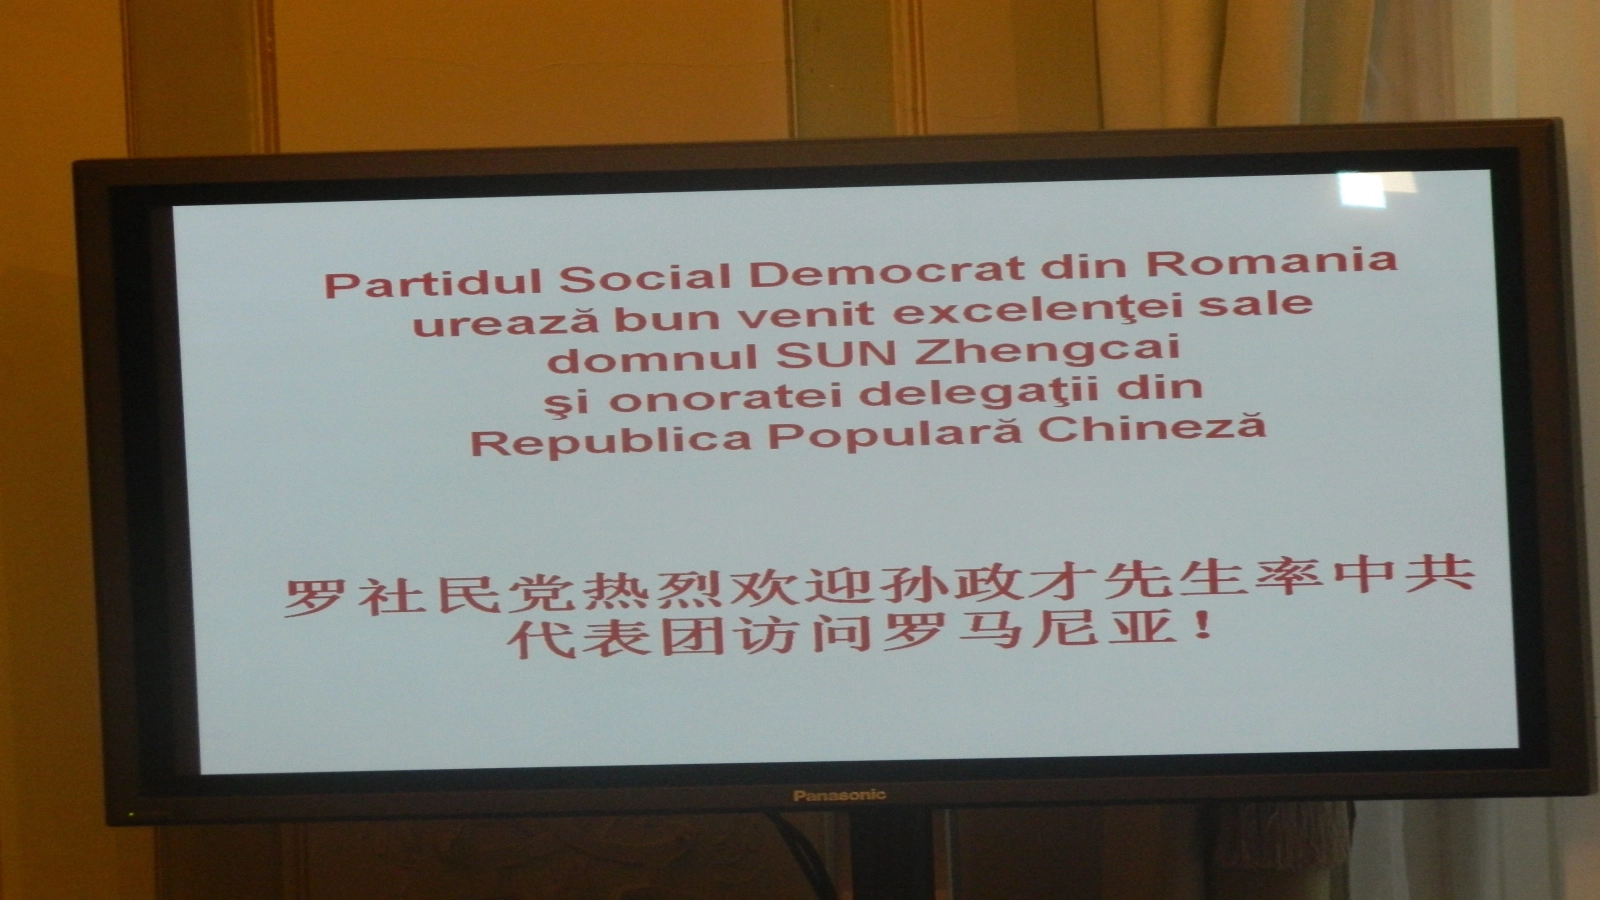 Partidul Social Democrat din Romania
urează bun venit excelenţei sale
domnul SUN Zhengcai
şi onoratei delegaţii din
Republica Populară Chineză
罗社民党热烈欢迎孙政才先生率中共
代表团访问罗马尼亚！
Panasonic